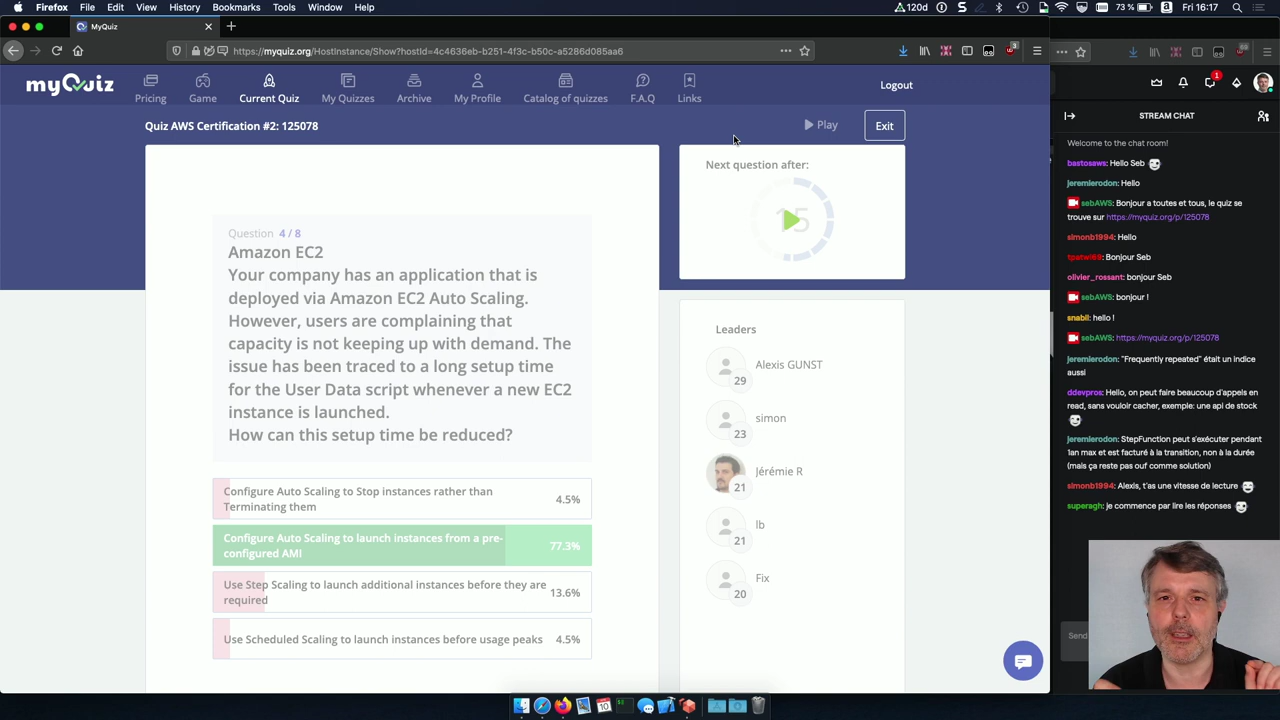 Firefox File Edit View History Bookmarks Tools Window Help
120d
73 %
Fri 16:17
MyQuiz
https://myquiz.org/HostInstance/Show?hostId=4c4636eb-b251-4f3c-b50c-a5286d085aa6
3
myQuiz
Pricing
Game
Current Quiz
My Quizzes
Archive
My Profile
Catalog of quizzes
F.A.Q
Links
Logout
Quiz AWS Certification #2: 125078
Play
Exit
Question 4 / 8
Amazon EC2
Your company has an application that is
deployed via Amazon EC2 Auto Scaling.
However, users are complaining that
capacity is not keeping up with demand. The
issue has been traced to a long setup time
for the User Data script whenever a new EC2
instance is launched.
How can this setup time be reduced?
Configure Auto Scaling to Stop instances rather than
Terminating them
4.5%
Configure Auto Scaling to launch instances from a pre-
configured AMI
77.3%
Use Step Scaling to launch additional instances before they are
required
13.6%
Use Scheduled Scaling to launch instances before usage peaks
4.5%
Next question after:
15
Leaders
Alexis GUNST
29
simon
23
Jérémie R
21
lb
21
Fix
20
1
STREAM CHAT
Welcome to the chat room!
bastosaws: Hello Seb
jeremierodon: Hello
sebAWS: Bonjour a toutes et tous, le quiz se
trouve sur https://myquiz.org/p/125078
simonb1994: Hello
Bonjour Seb
olivier_rossant: bonjour Seb
sebAWS: bonjour !
snabil: hello !
sebAWS: https://myquiz.org/p/125078
jeremierodon: "Frequently repeated" était un indice
aussi
ddevpros: Hello, on peut faire beaucoup d'appels en
read, sans vouloir cacher, exemple: une api de stock
jeremierodon: StepFunction peut s'exécuter pendant
1an max et est facturé à la transition, non à la durée
(mais ça reste pas ouf comme solution)
simonb1994: Alexis, t'as une vitesse de lecture
superagh: je commence par lire les réponses
Send